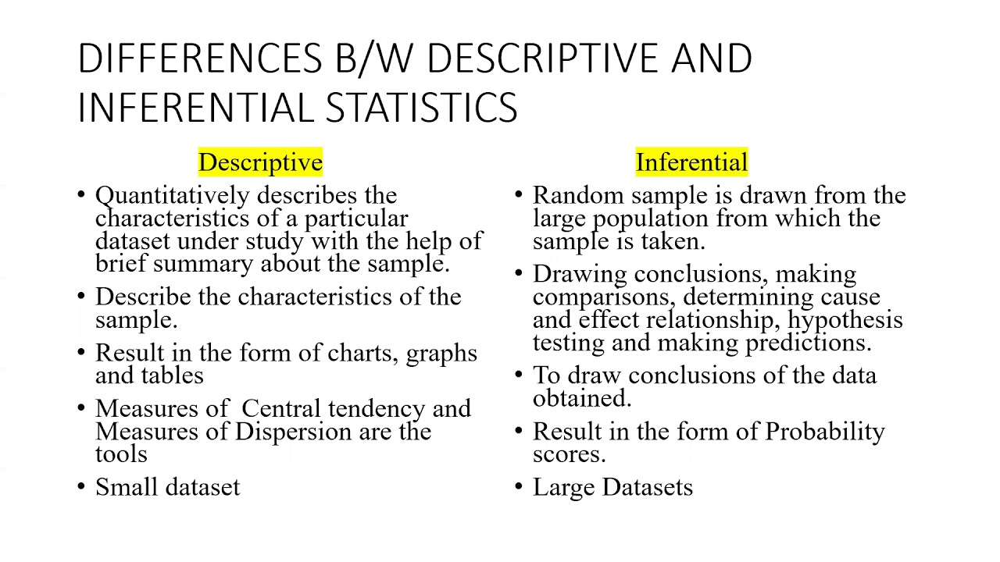 DIFFERENCES B/W DESCRIPTIVE AND
INFERENTIAL STATISTICS
Descriptive
• Quantitatively describes the
characteristics of a particular
dataset under study with the help of
brief summary about the sample.
• Describe the characteristics of the
sample.
• Result in the form of charts, graphs
and tables
• Measures of  Central tendency and
Measures of Dispersion are the
tools
• Small dataset
Inferential
• Random sample is drawn from the
large population from which the
sample is taken.
• Drawing conclusions, making
comparisons, determining cause
and effect relationship, hypothesis
testing and making predictions.
• To draw conclusions of the data
obtained.
• Result in the form of Probability
scores.
• Large Datasets